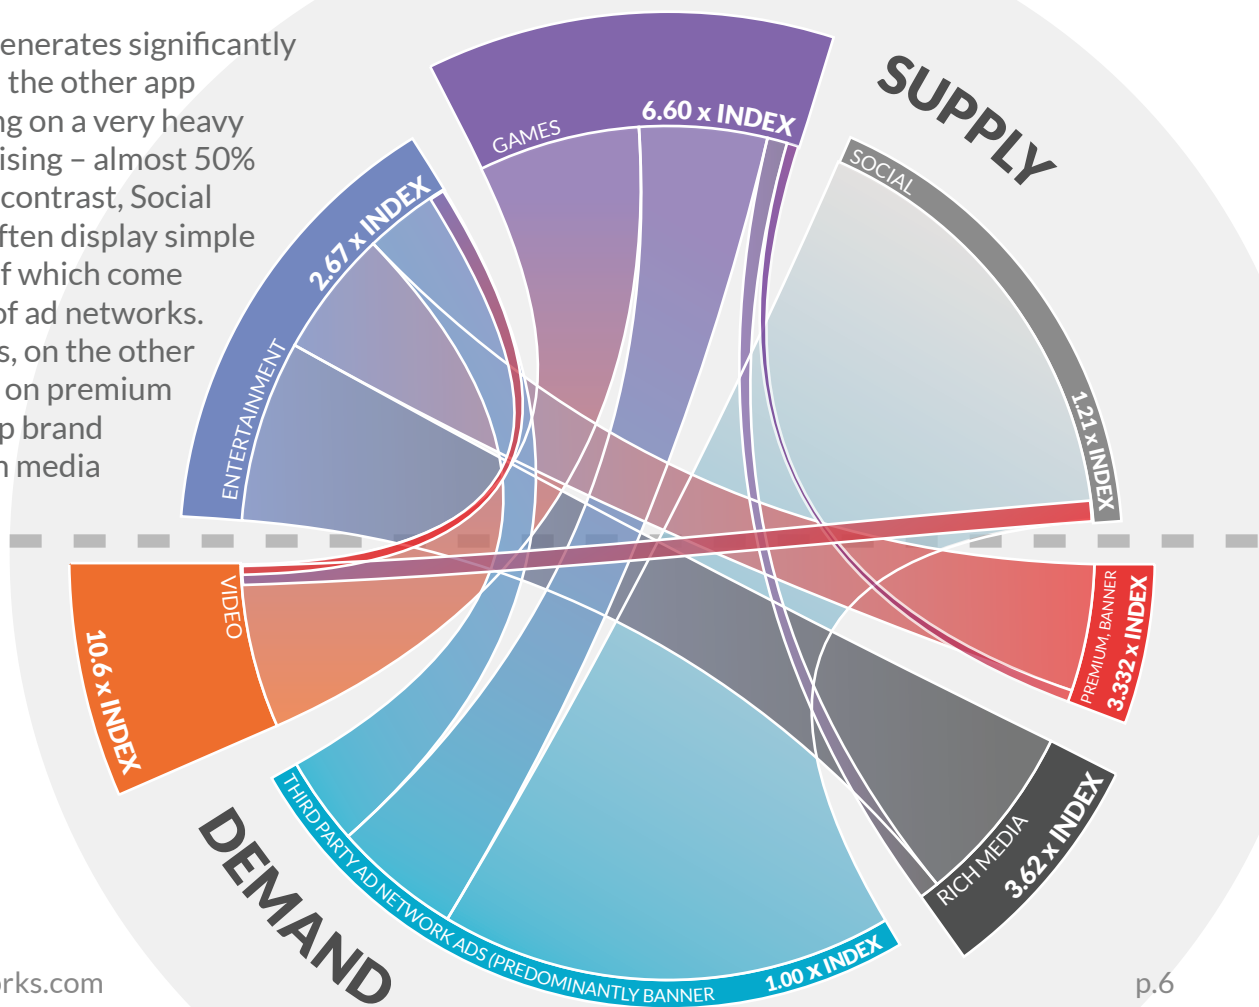 enerates significantly
the other app
ng on a very heavy
ising – almost 50%
contrast, Social
ften display simple
f which come
of ad networks.
s, on the other
on premium
p brand
n media
SUPPLY
GAMES
6.60 x INDEX
SOCIAL
1.21 x INDEX
2.67 x INDEX
ENTERTAINMENT
VIDEO
10.6 x INDEX
PREMIUM, BANNER
3.332 x INDEX
RICH MEDIA
3.62 x INDEX
THIRD PARTY AD NETWORK ADS (PREDOMINANTLY BANNER
1.00 X INDEX
DEMAND
rks.com
p.6